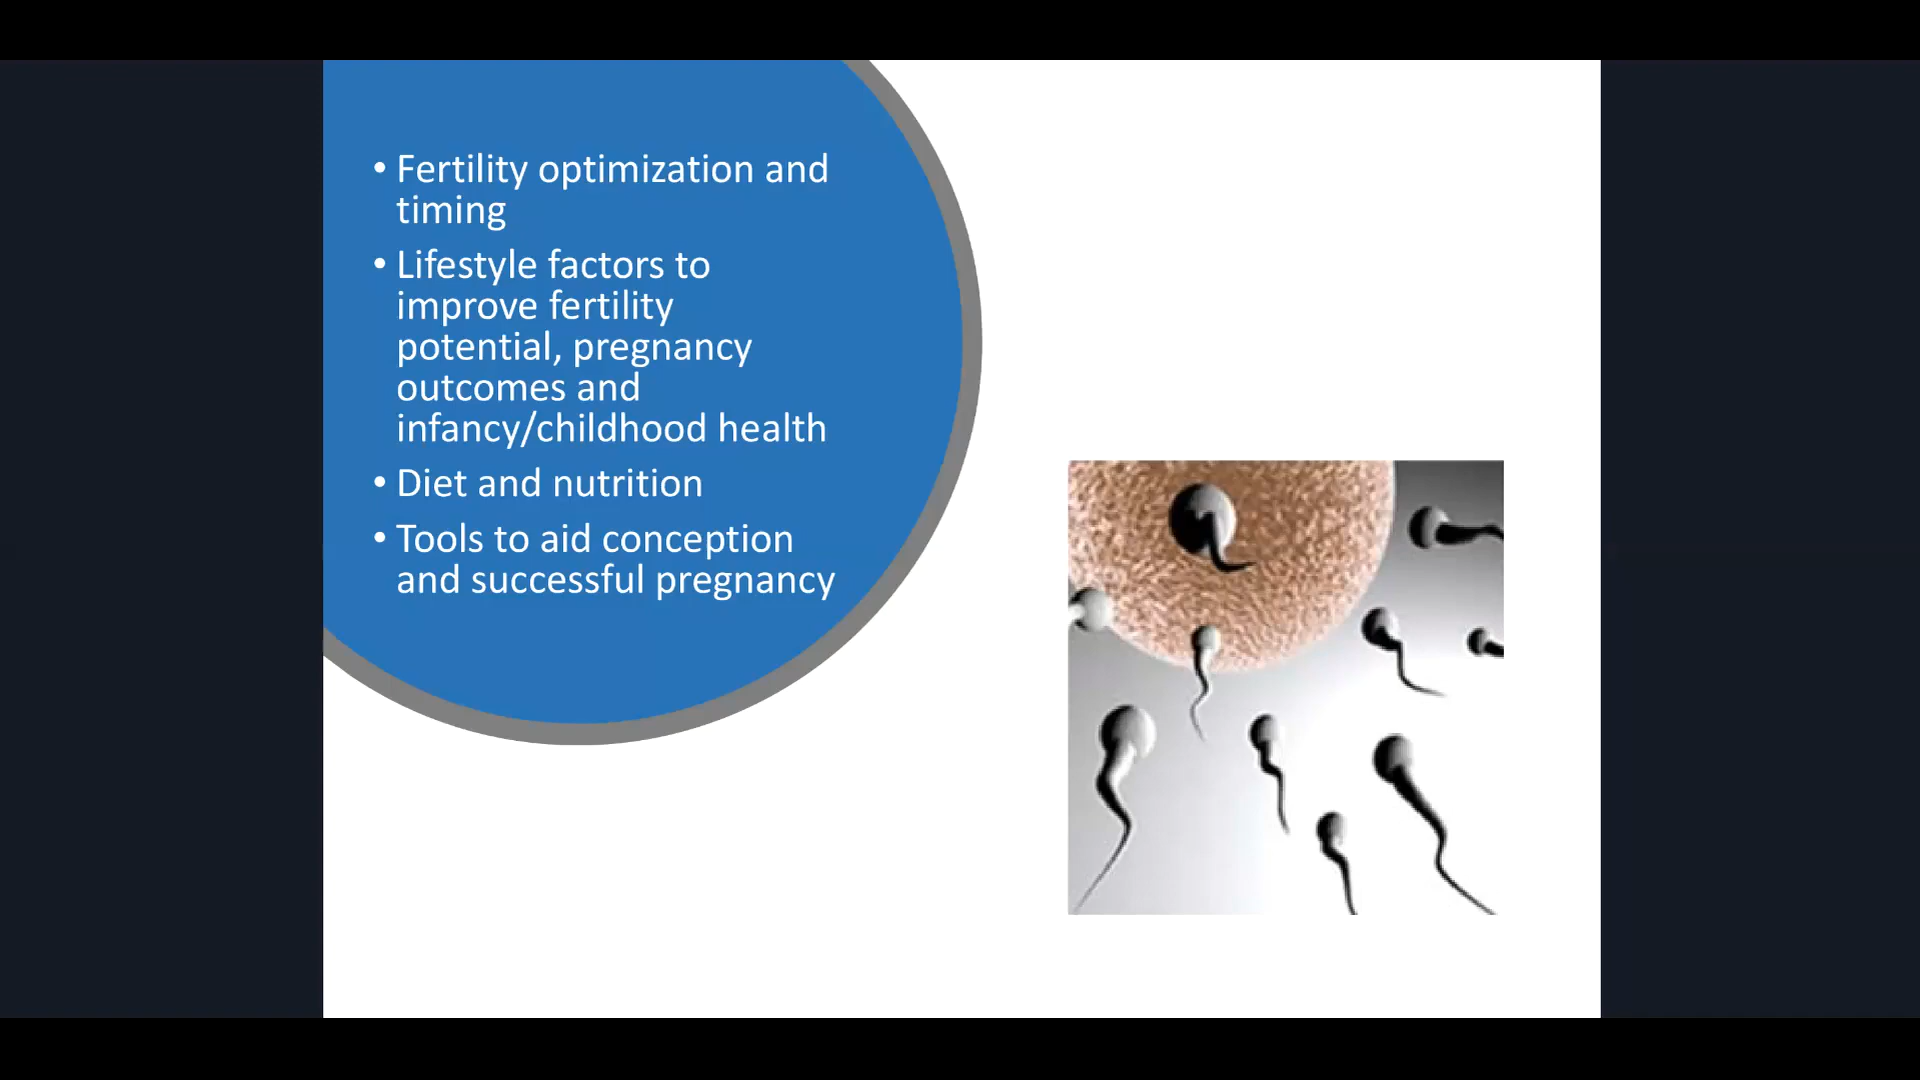 • Fertility optimization and
timing
• Lifestyle factors to
improve fertility
potential, pregnancy
outcomes and
infancy/childhood health
• Diet and nutrition
• Tools to aid conception
and successful pregnancy